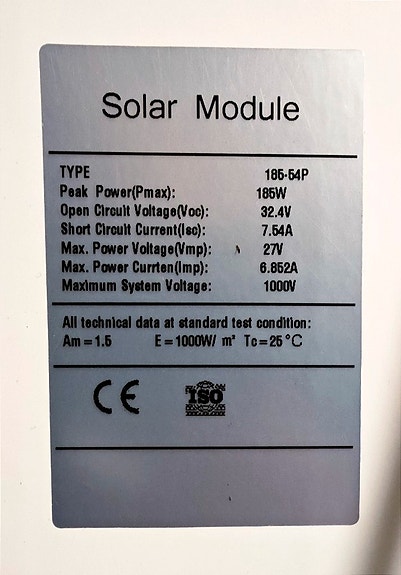 Solar Module
TYPE 185-54P
Peak Power(Pmax): 185W
Open Circuit Voltage(Voc): 32.4V
Short Circuit Current(Isc): 7.54A
Max. Power Voltage(Vmp): 27V
Max. Power Currten(Imp): 6.852A
Maximum System Voltage: 1000V
All technical data at standard test condition:
Am=1.5 E=1000W/ m² Tc=25°C
CE ISO